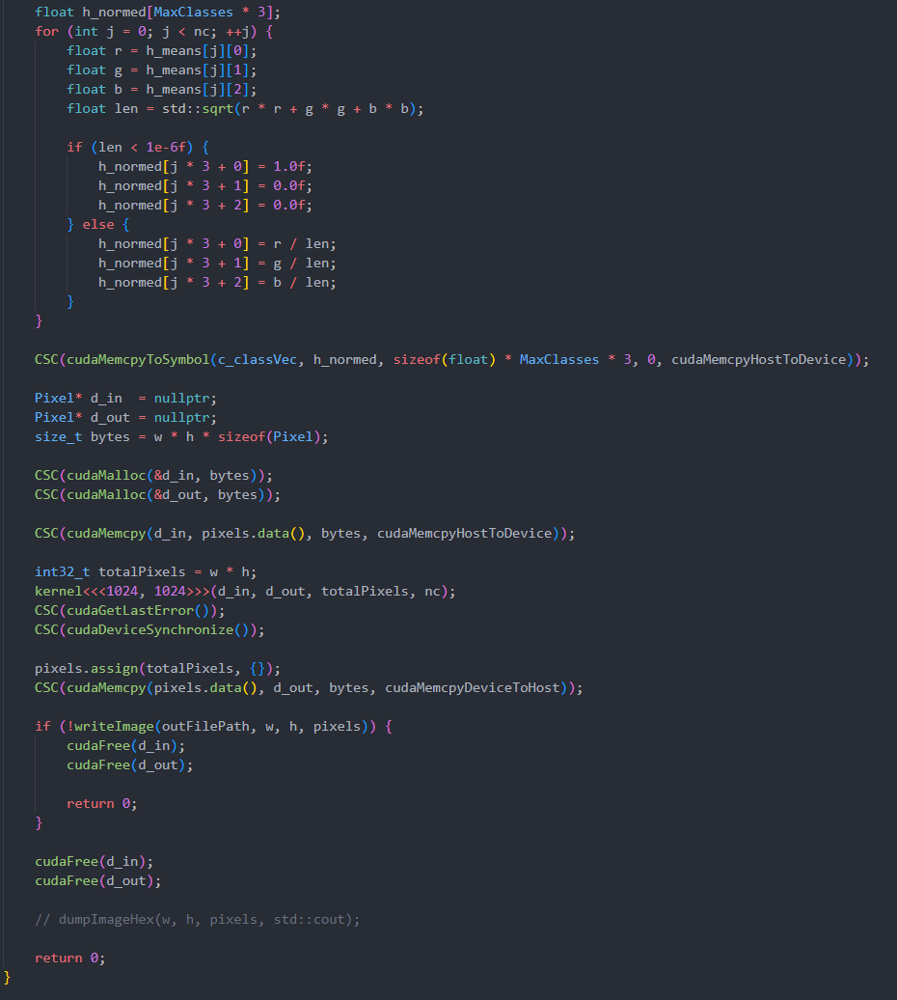 float h_normed[MaxClasses * 3];
for (int j = 0; j < nc; ++j) {
float r = h_means[j][0];
float g = h_means[j][1];
float b = h_means[j][2];
float len = std::sqrt(r * r + g * g + b * b);
if (len < 1e-6f) {
h_normed[j * 3 + 0] = 1.0f;
h_normed[j * 3 + 1] = 0.0f;
h_normed[j * 3 + 2] = 0.0f;
} else {
h_normed[j * 3 + 0] = r / len;
h_normed[j * 3 + 1] = g / len;
h_normed[j * 3 + 2] = b / len;
}
}
CSC(cudaMemcpyToSymbol(c_classVec, h_normed, sizeof(float) * MaxClasses * 3, 0, cudaMemcpyHostToDevice));
Pixel* d_in  = nullptr;
Pixel* d_out = nullptr;
size_t bytes = w * h * sizeof(Pixel);
CSC(cudaMalloc(&d_in, bytes));
CSC(cudaMalloc(&d_out, bytes));
CSC(cudaMemcpy(d_in, pixels.data(), bytes, cudaMemcpyHostToDevice));
int32_t totalPixels = w * h;
kernel<<<1024, 1024>>>(d_in, d_out, totalPixels, nc);
CSC(cudaGetLastError());
CSC(cudaDeviceSynchronize());
pixels.assign(totalPixels, {});
CSC(cudaMemcpy(pixels.data(), d_out, bytes, cudaMemcpyDeviceToHost));
if (!writeImage(outFilePath, w, h, pixels)) {
cudaFree(d_in);
cudaFree(d_out);
return 0;
}
cudaFree(d_in);
cudaFree(d_out);
// dumpImageHex(w, h, pixels, std::cout);
return 0;
}